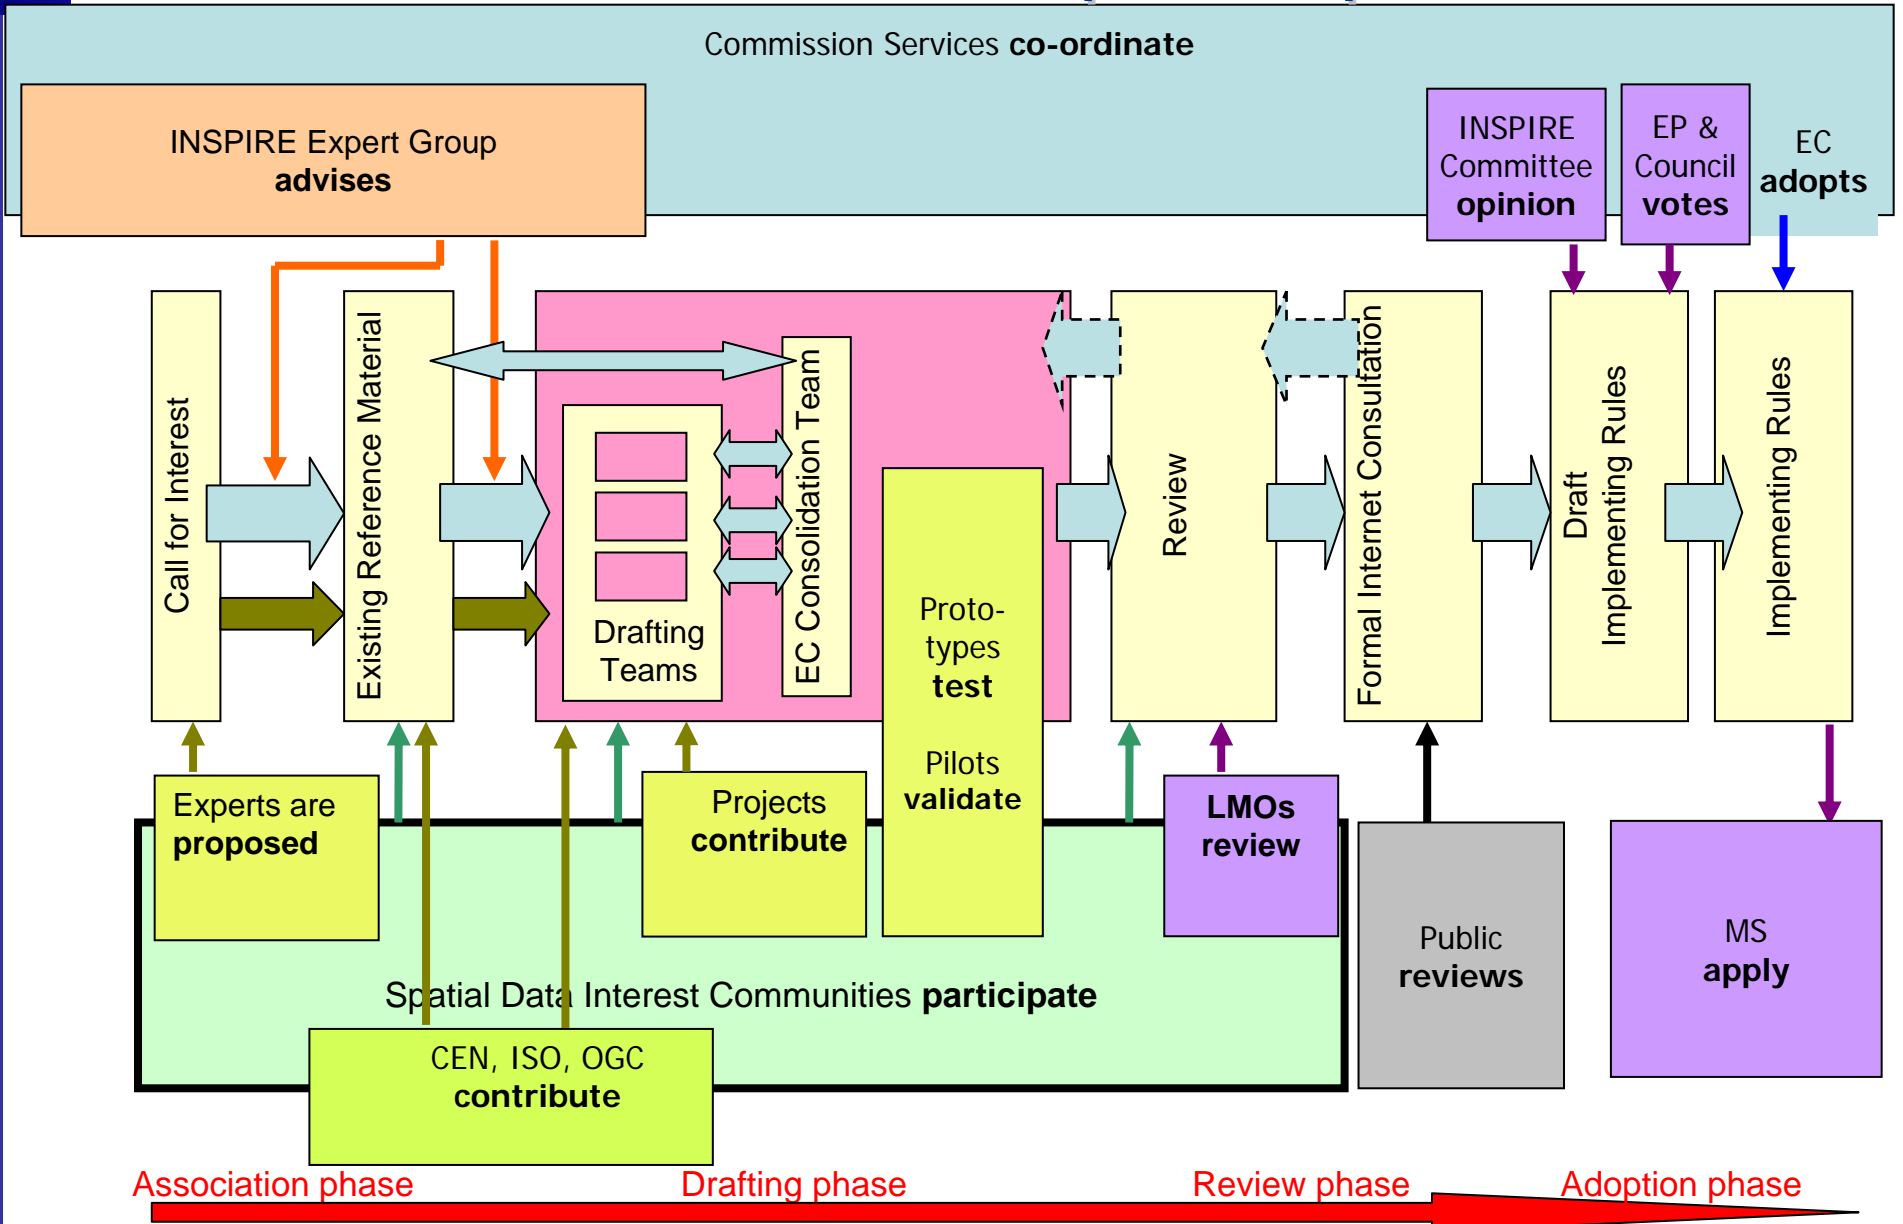 Commission Services co-ordinate
INSPIRE Expert Group
advises
INSPIRE
Committee
opinion
EP &
Council
votes
EC
adopts
Call for Interest
Existing Reference Material
Drafting
Teams
EC Consolidation Team
Proto-
types
test
Pilots
validate
Review
Formal Internet Consultation
Draft
Implementing Rules
Implementing Rules
Experts are
proposed
Projects
contribute
LMOs
review
Public
reviews
MS
apply
Spatial Data Interest Communities participate
CEN, ISO, OGC
contribute
Association phase
Drafting phase
Review phase
Adoption phase